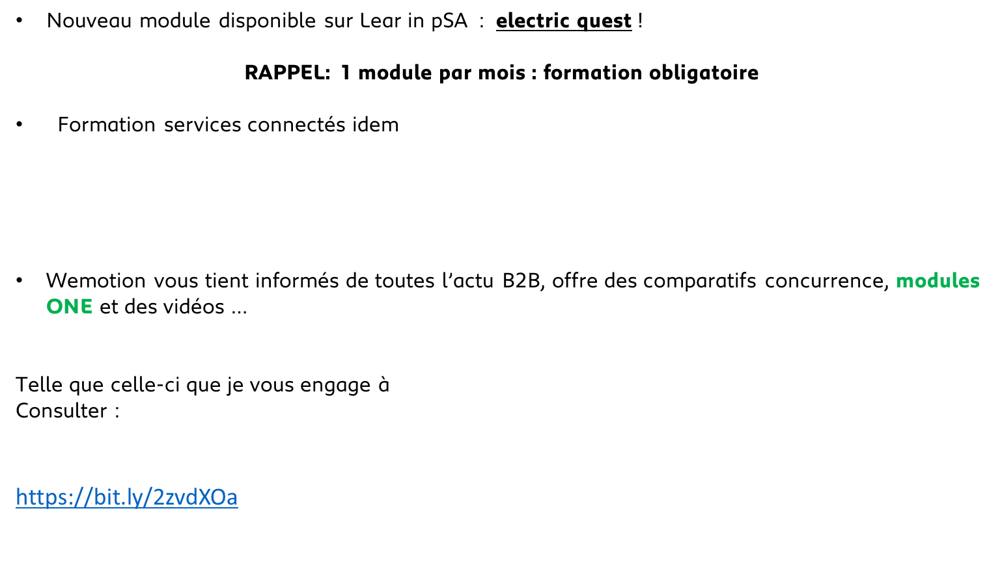 • Nouveau module disponible sur Lear in pSA : electric quest !
RAPPEL: 1 module par mois : formation obligatoire
• Formation services connectés idem
• Wemotion vous tient informés de toutes l’actu B2B, offre des comparatifs concurrence, modules
ONE et des vidéos ...
Telle que celle-ci que je vous engage à
Consulter :
https://bit.ly/2zvdXOa